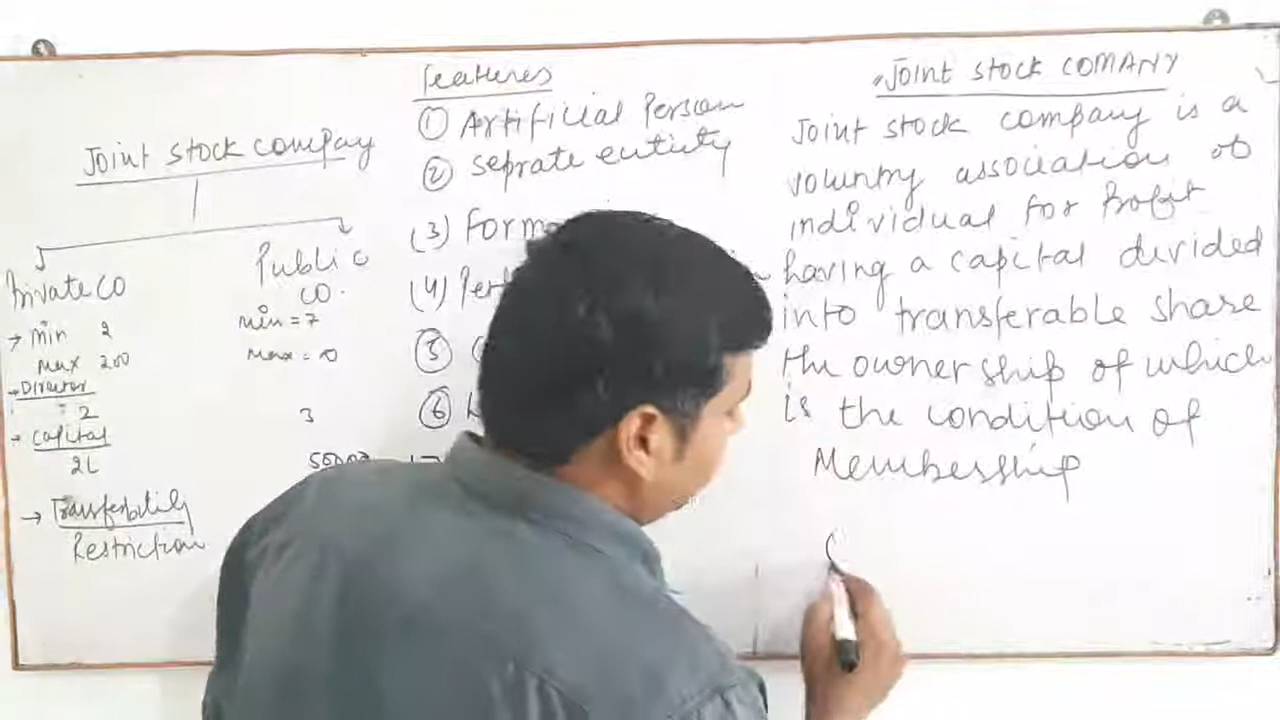 Joint stock compay
Private CO
Public
CO.
→ min 2
max 200
min = 7
max =
→ Director
: 2
3
→ capital
2L
50000
→ Transferbility
Restriction
Features
① Artificial Person
② seprate entity
(3) Form
(4) Per
⑤
⑥
JOINT STOCK COMANY
Joint stock company is a
voluntry association of
individual for Profit
having a capital devided
into transferable share
the ownership of which
is the condition of
Membership